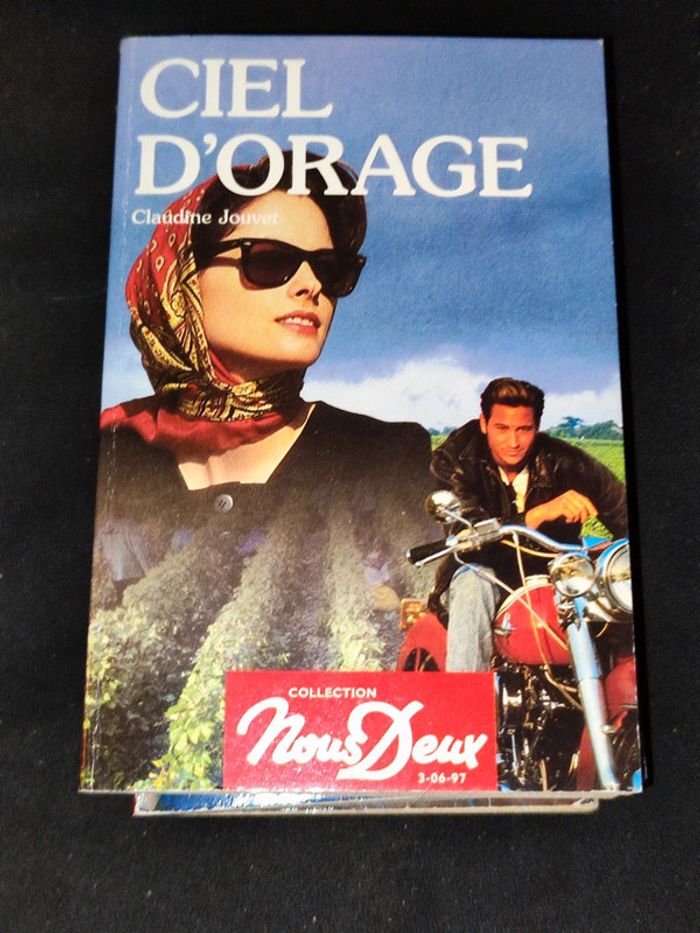 CIEL
D'ORAGE
Claudine Jouvet
COLLECTION
Nous Deux
3-06-97